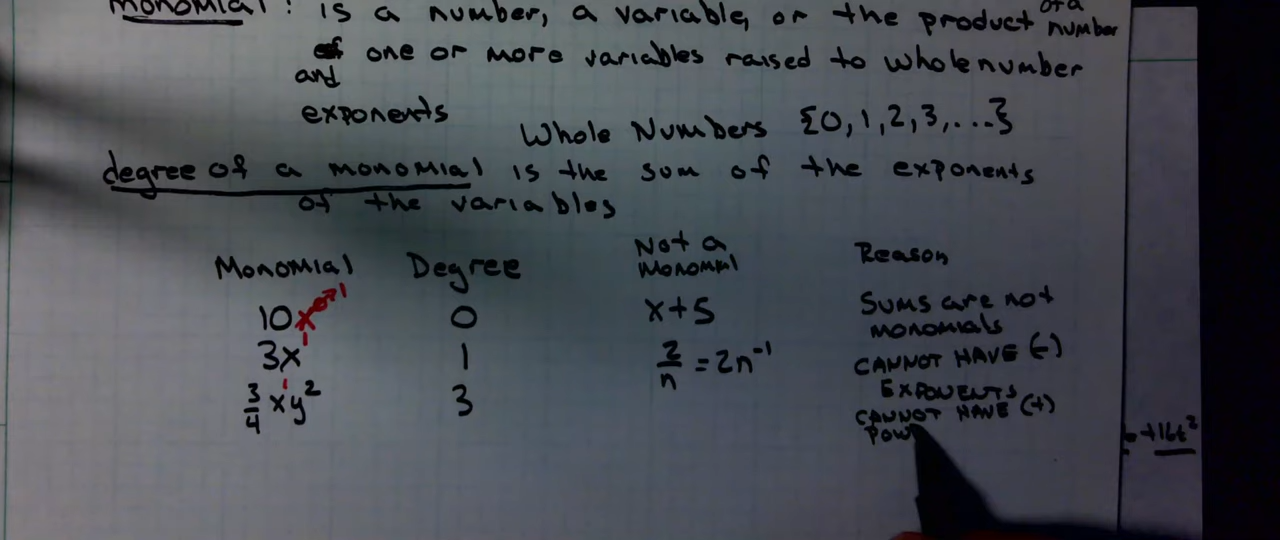 monomial: is a number, a variable, or the product of a number
and one or more variables raised to whole number
exponents
Whole Numbers {0, 1, 2, 3, ...}
degree of a monomial is the sum of the exponents
of the variables
Monomial Degree Not a Monomial Reason
10x⁰ 0 x+5 Sums are not monomials
3x¹ 1 2/n = 2n⁻¹ CANNOT HAVE (-) EXPONENTS
3/4 x¹y² 3 CANNOT HAVE (+)
POW
+16t²